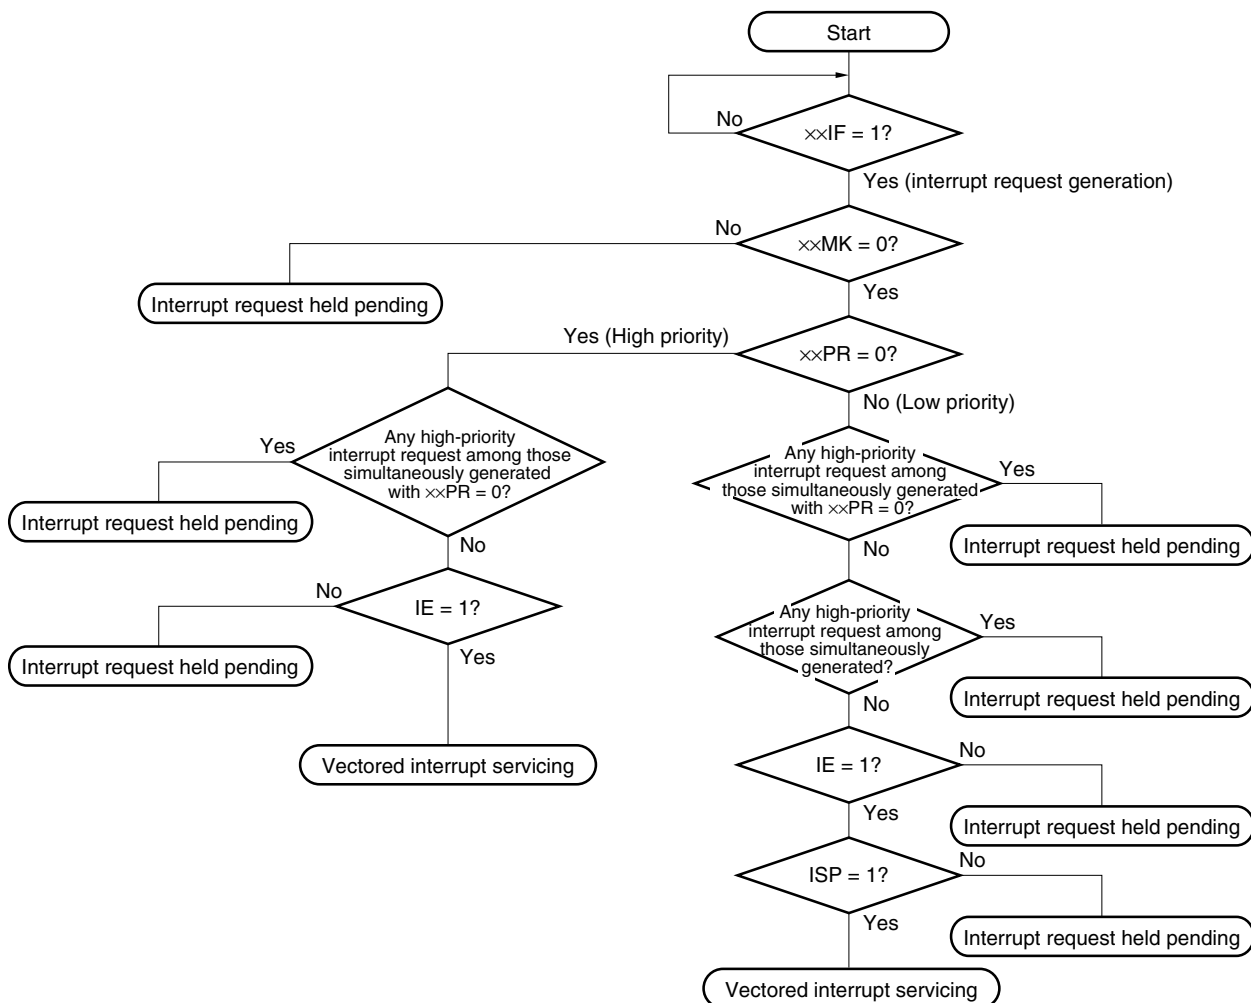 Start
No
××IF = 1?
Yes (interrupt request generation)
No
××MK = 0?
Interrupt request held pending
Yes
Yes (High priority)
××PR = 0?
No (Low priority)
Yes
Any high-priority
interrupt request among those
simultaneously generated
with ××PR = 0?
Interrupt request held pending
No
Any high-priority
interrupt request among
those simultaneously generated
with ××PR = 0?
Yes
Interrupt request held pending
No
No
IE = 1?
Interrupt request held pending
Yes
Vectored interrupt servicing
Any high-priority
interrupt request among
those simultaneously
generated?
Yes
Interrupt request held pending
No
IE = 1?
No
Interrupt request held pending
Yes
ISP = 1?
No
Interrupt request held pending
Yes
Vectored interrupt servicing